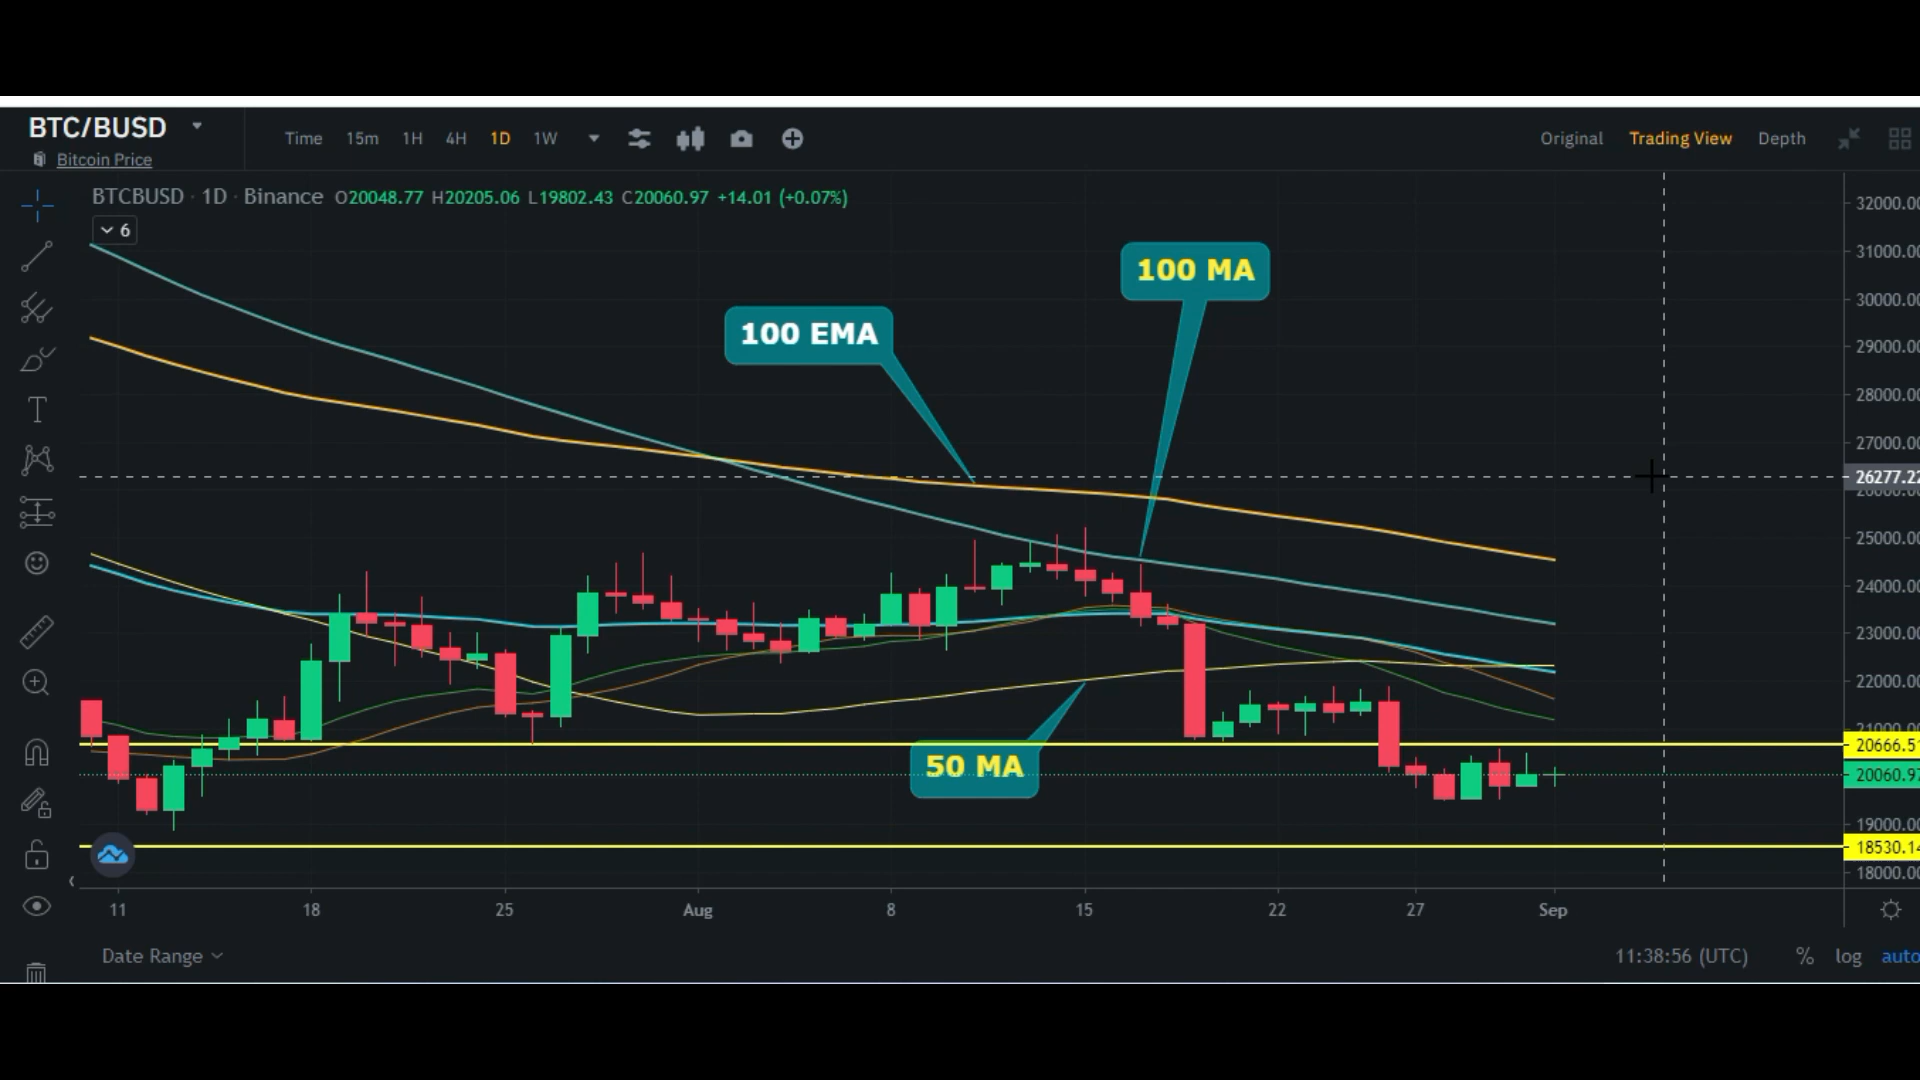 BTC/BUSD
Bitcoin Price
Time 15m 1H 4H 1D 1W
Original Trading View Depth
BTCBUSD · 1D · Binance O20048.77 H20205.06 L19802.43 C20060.97 +14.01 (+0.07%)
6
32000.00
31000.00
100 MA
30000.00
100 EMA
29000.00
28000.00
27000.00
26277.22
25000.00
24000.00
23000.00
22000.00
20666.51
50 MA
20060.97
19000.00
18530.14
18000.00
11 18 25 Aug 8 15 22 27 Sep
Date Range 11:38:56 (UTC) % log auto